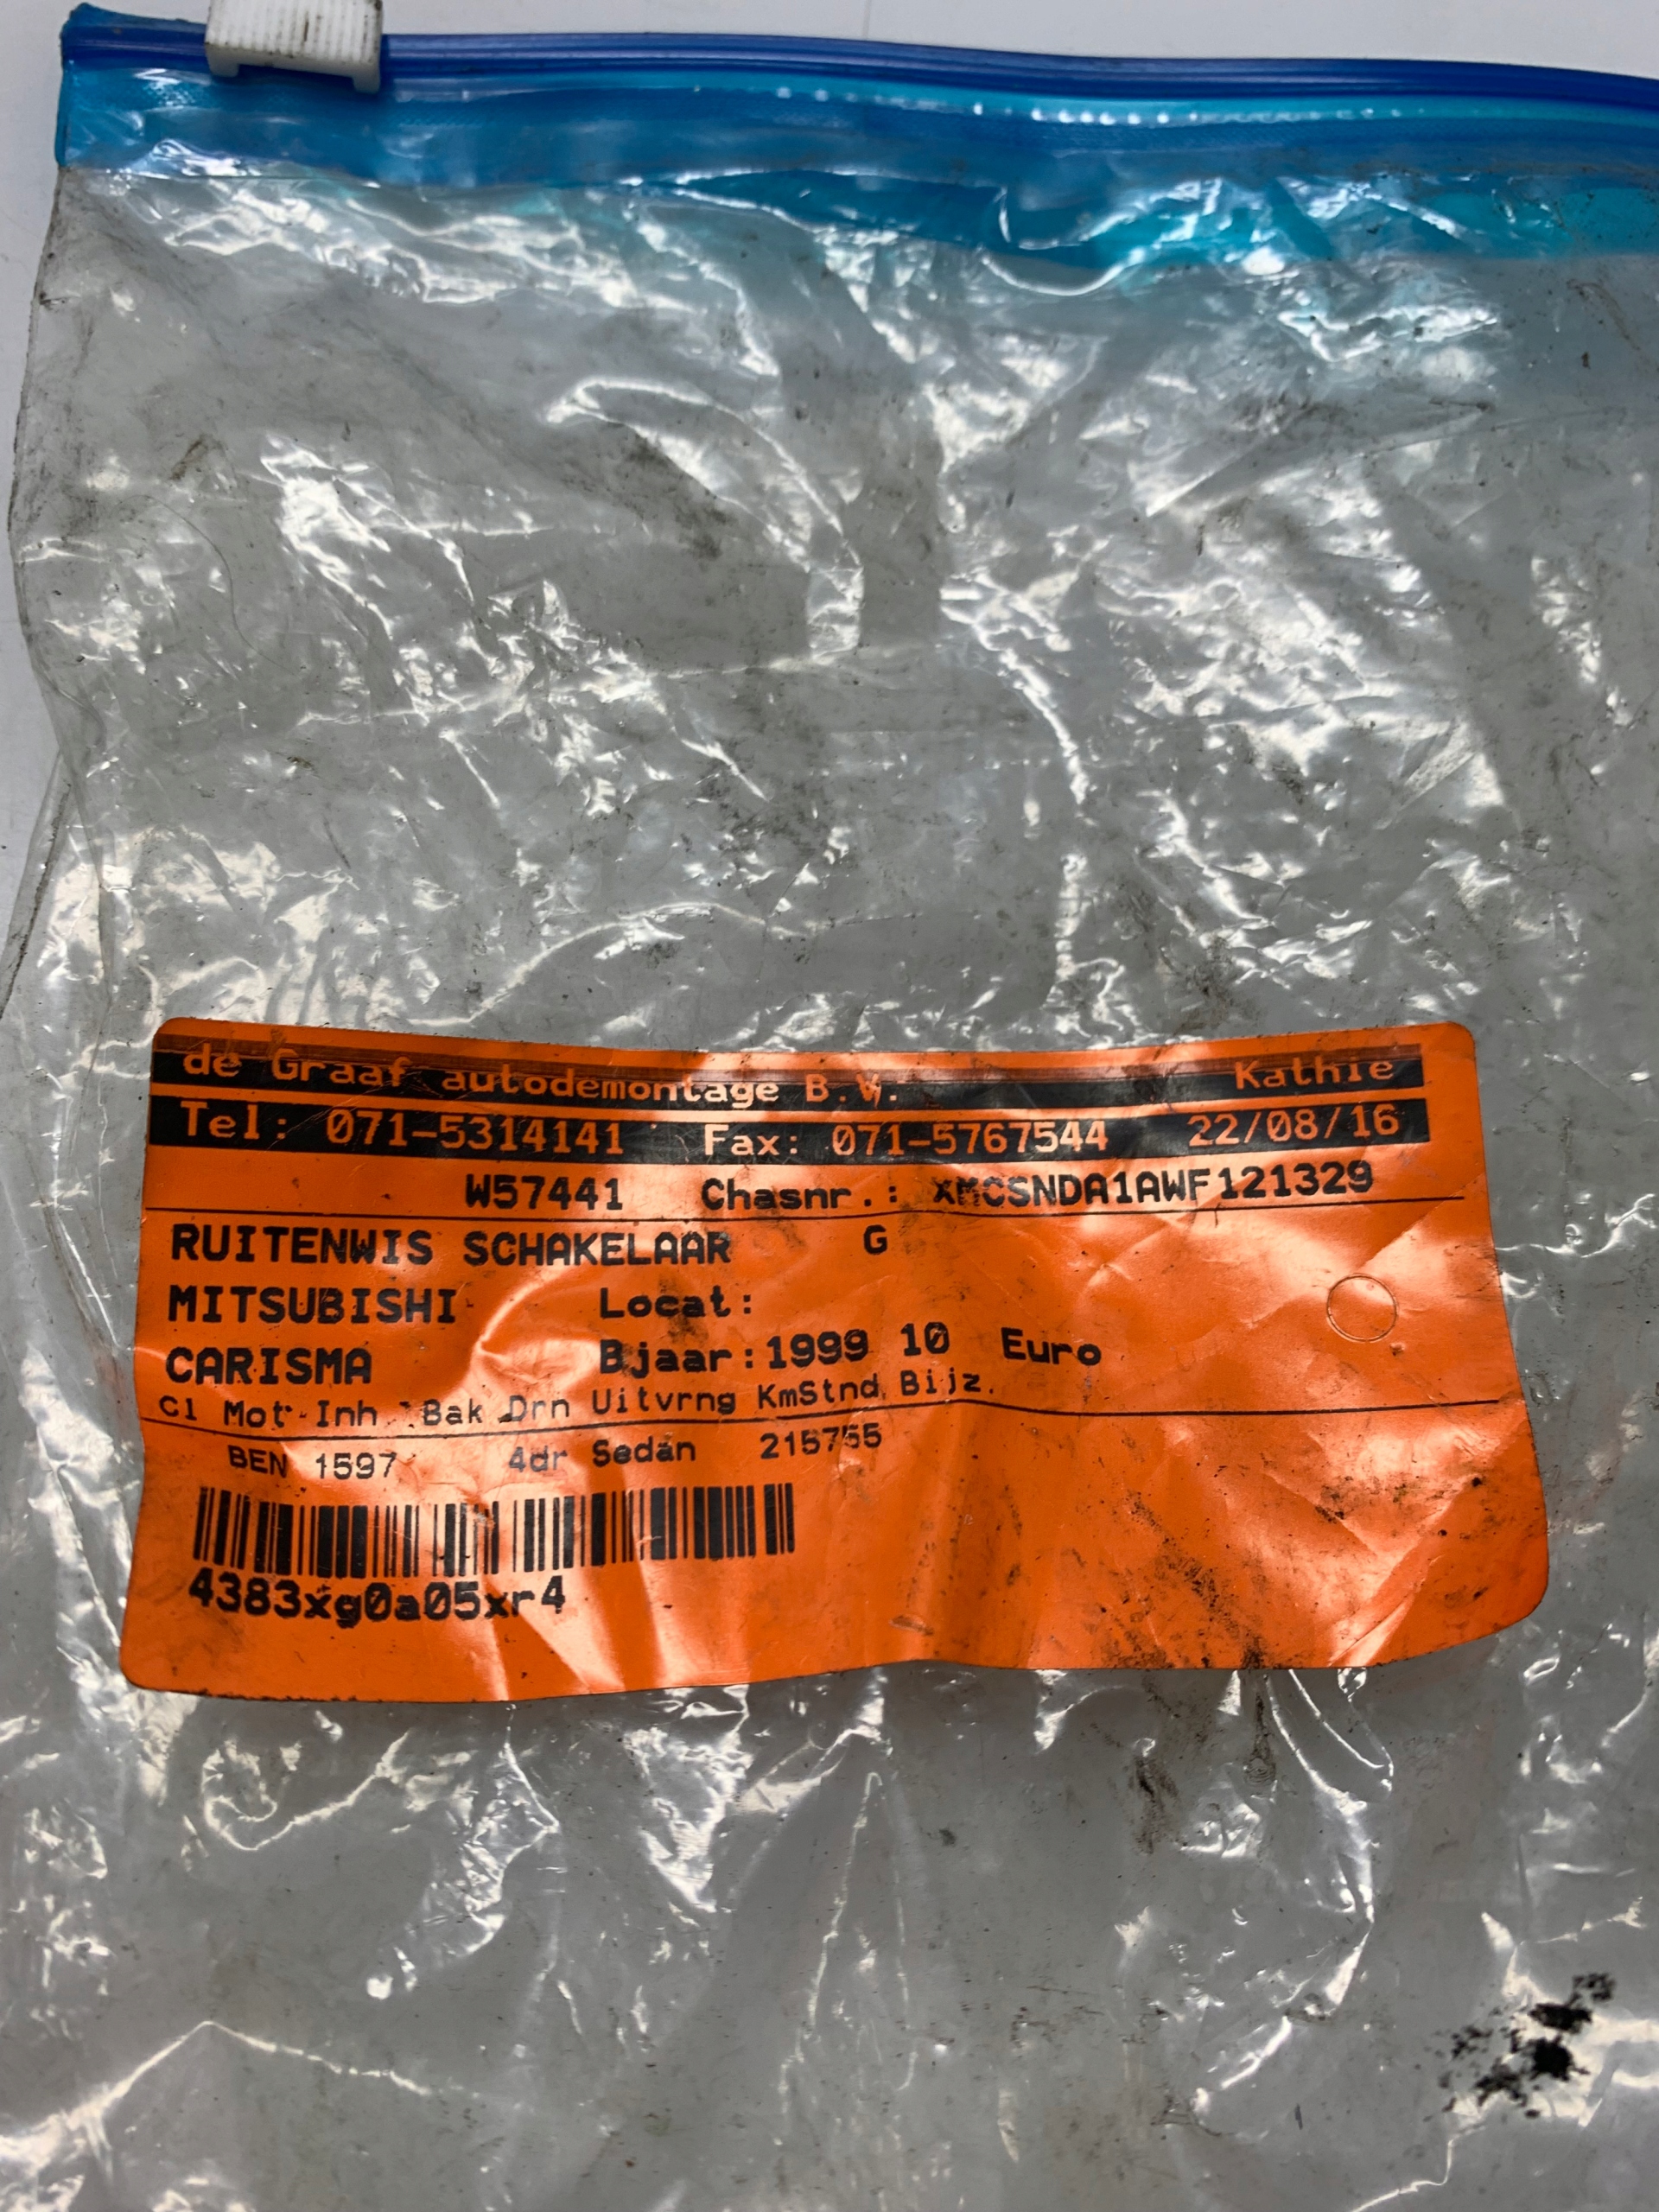 de Graaf autodemontage B.V. Kathie
Tel: 071-5314141 Fax: 071-5767544 22/08/16
W57441 Chasnr.: XMCSNDA1AWF121329
RUITENWIS SCHAKELAAR G
MITSUBISHI Locat:
CARISMA Bjaar:1999 10 Euro
Cl Mot Inh. Bak Drn Uitvrng KmStnd Bijz.
BEN 1597 4dr Sedan 215755
4383xg0a05xr4